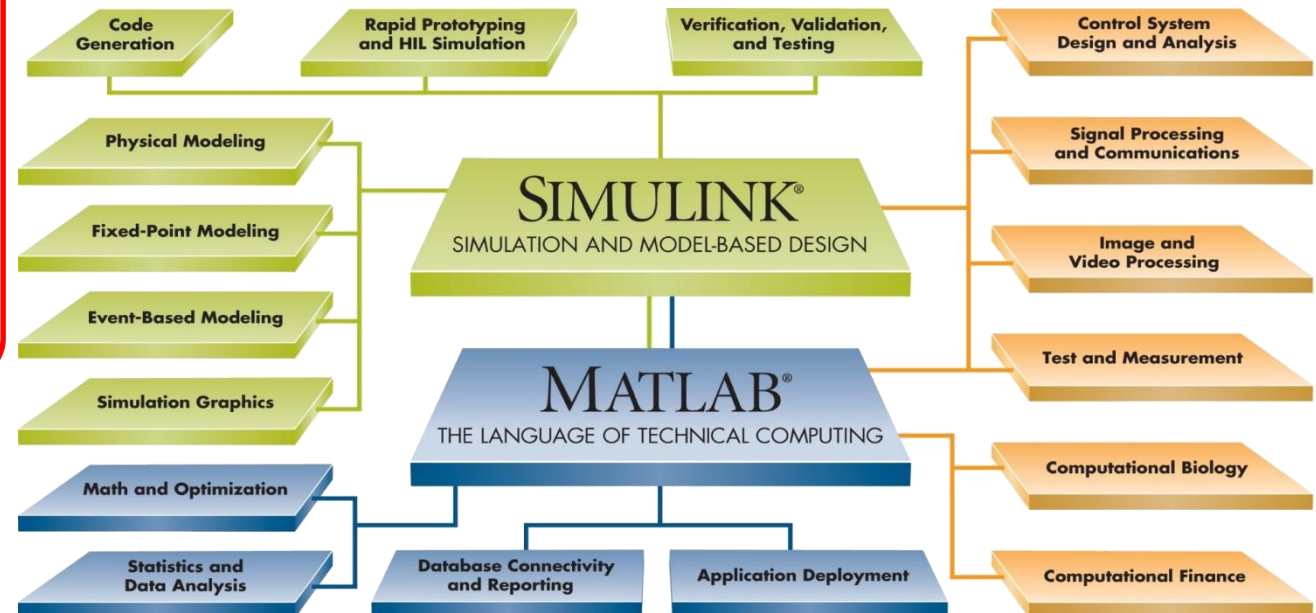 Code
Generation
Rapid Prototyping
and HIL Simulation
Verification, Validation,
and Testing
Control System
Design and Analysis
Physical Modeling
Signal Processing
and Communications
SIMULINK®
SIMULATION AND MODEL-BASED DESIGN
Fixed-Point Modeling
Image and
Video Processing
Event-Based Modeling
Test and Measurement
MATLAB®
THE LANGUAGE OF TECHNICAL COMPUTING
Simulation Graphics
Computational Biology
Math and Optimization
Statistics and
Data Analysis
Database Connectivity
and Reporting
Application Deployment
Computational Finance